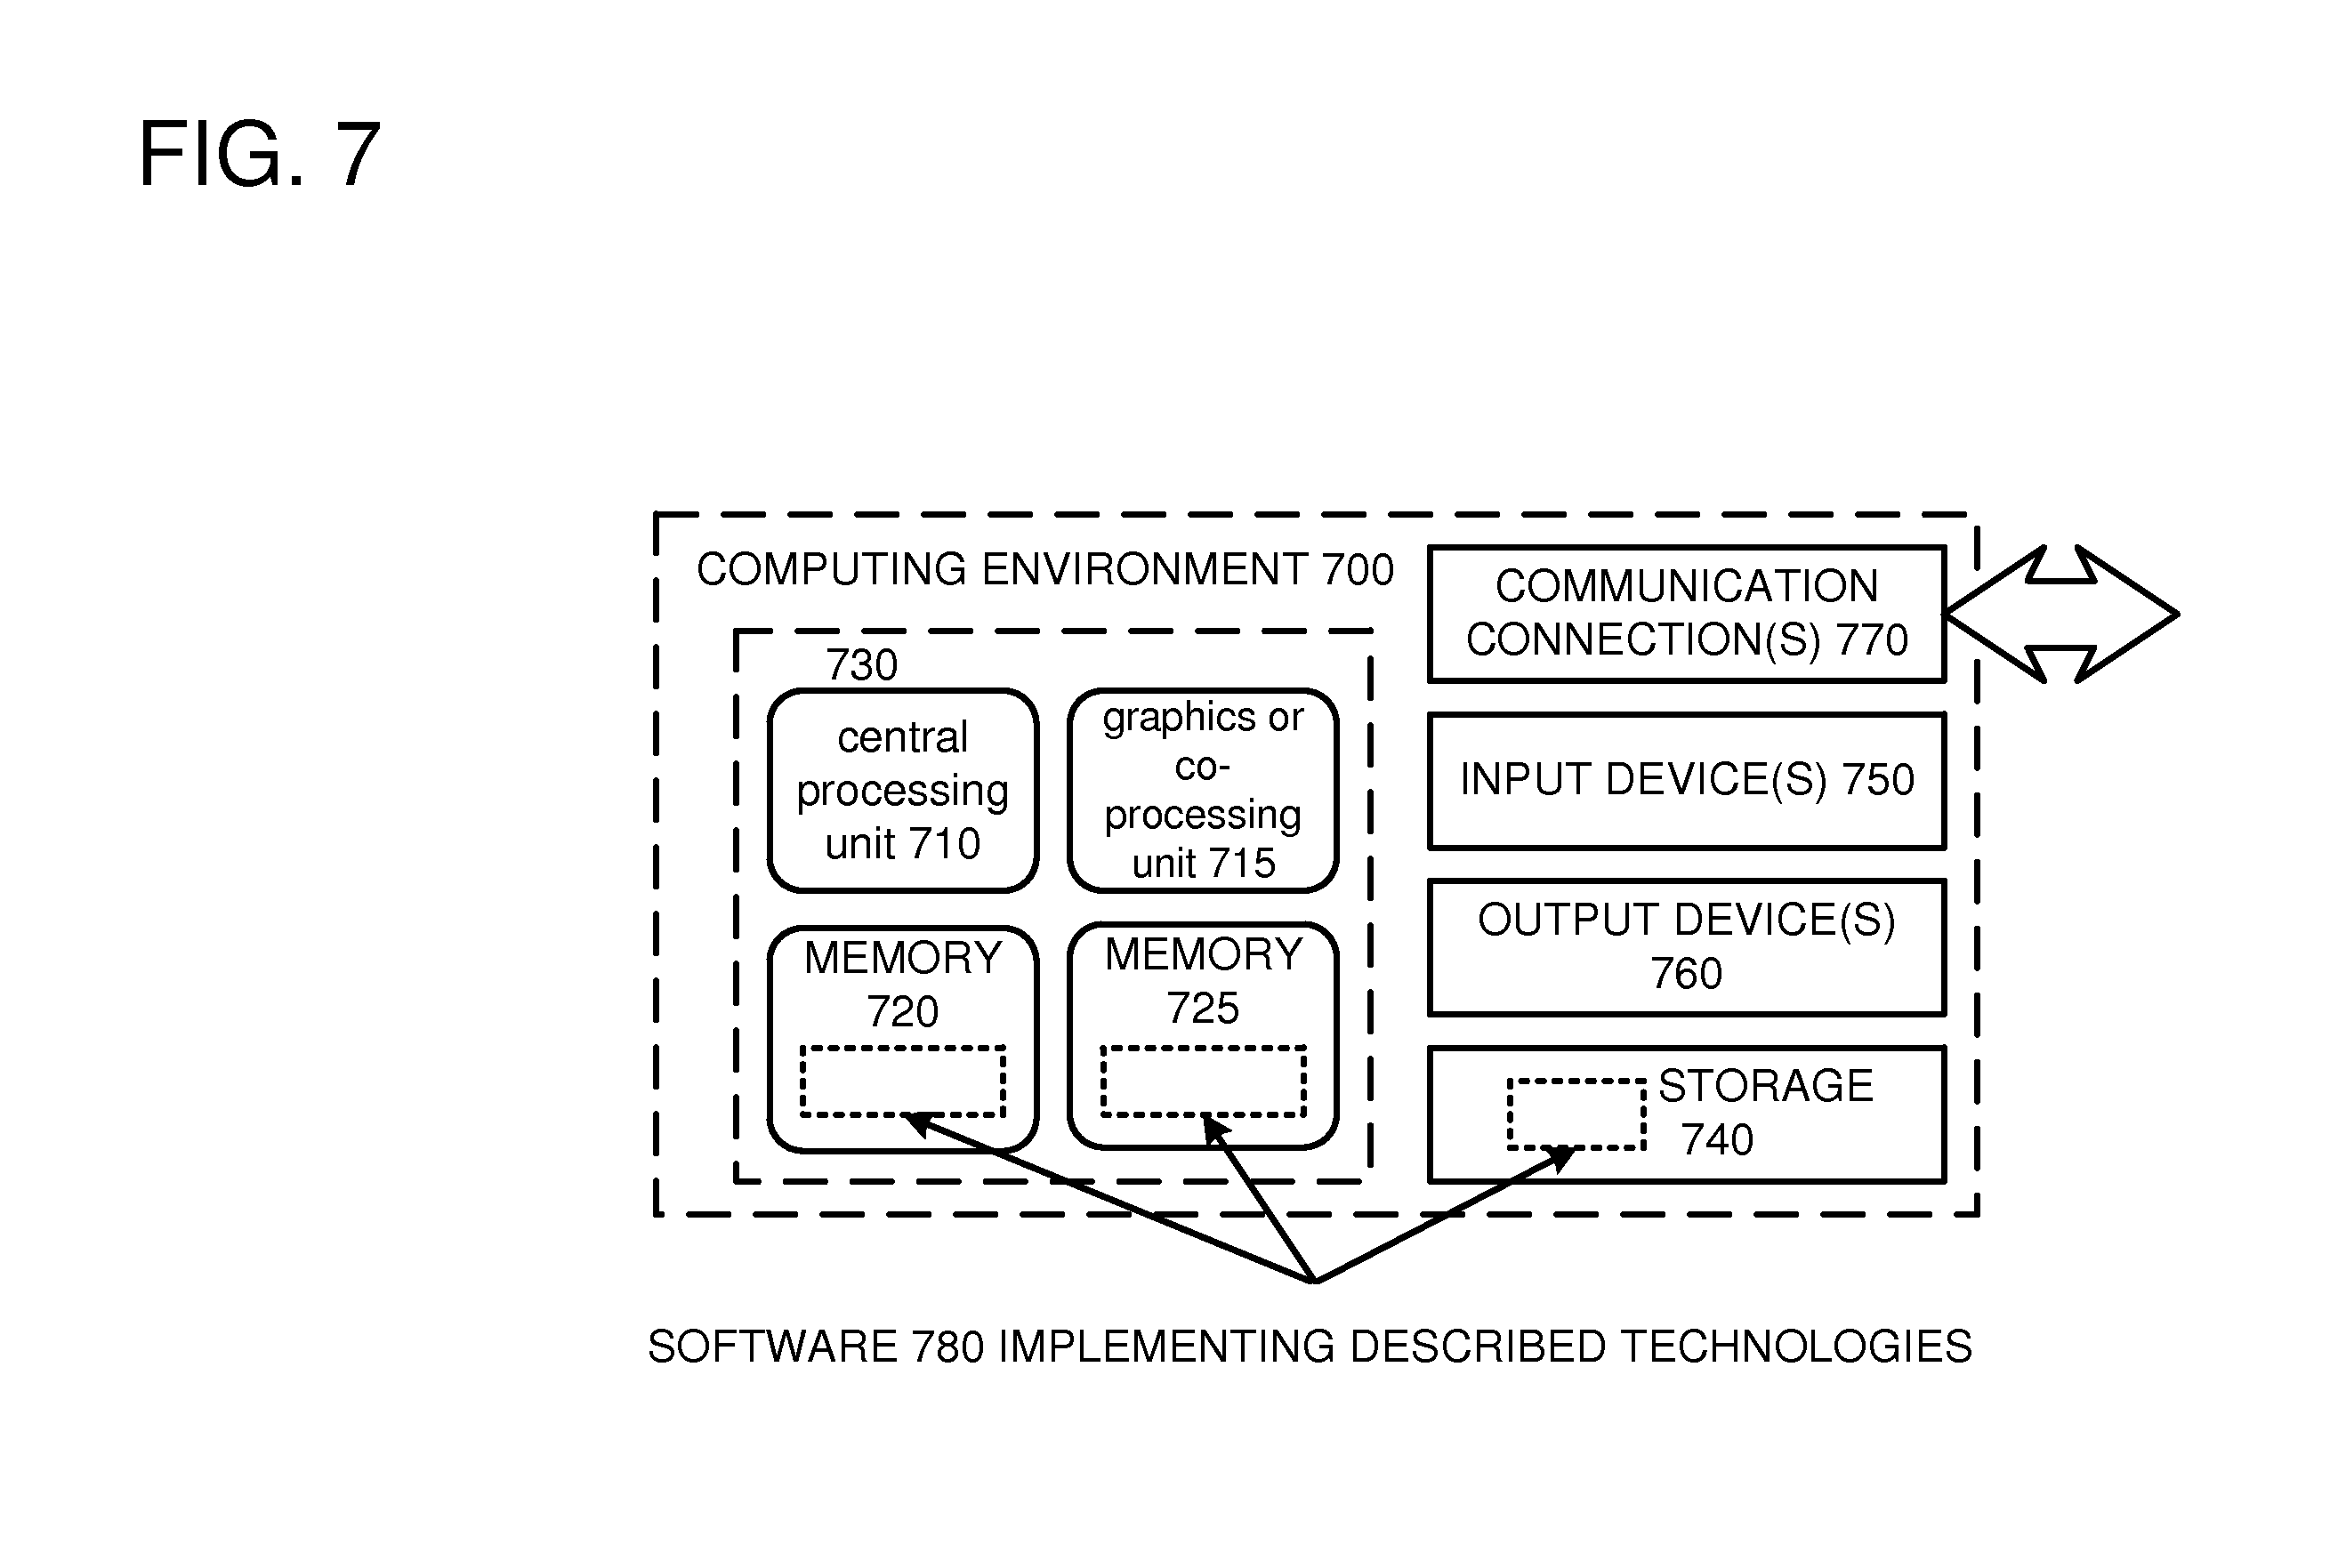 FIG. 7
COMPUTING ENVIRONMENT 700
730
central
processing
unit 710
graphics or
co-
processing
unit 715
MEMORY
720
MEMORY
725
COMMUNICATION
CONNECTION(S) 770
INPUT DEVICE(S) 750
OUTPUT DEVICE(S)
760
STORAGE
740
SOFTWARE 780 IMPLEMENTING DESCRIBED TECHNOLOGIES